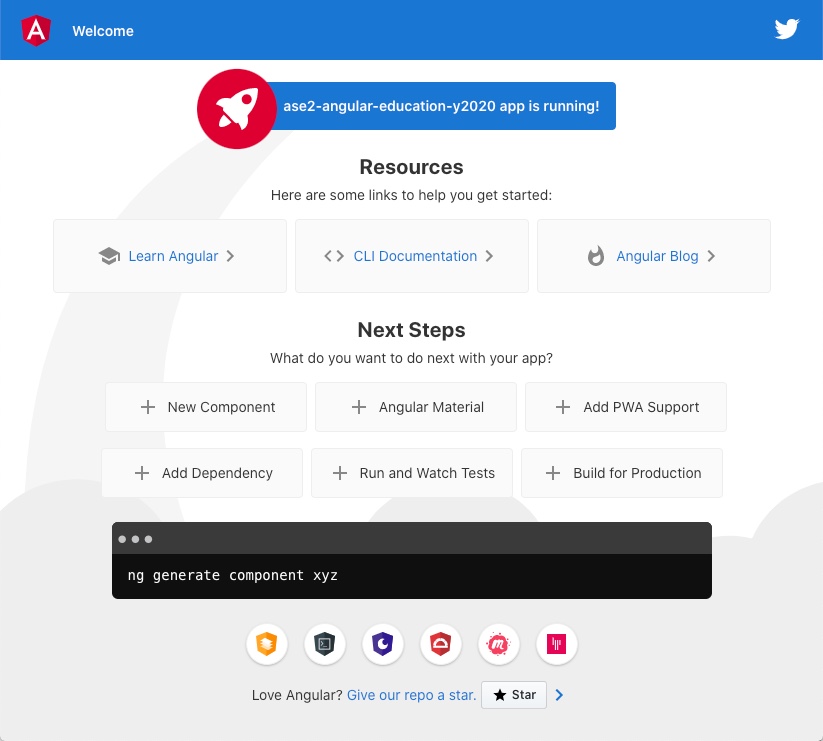 Welcome
ase2-angular-education-y2020 app is running!
Resources
Here are some links to help you get started:
Learn Angular
CLI Documentation
Angular Blog
Next Steps
What do you want to do next with your app?
New Component
Angular Material
Add PWA Support
Add Dependency
Run and Watch Tests
Build for Production
ng generate component xyz
Love Angular? Give our repo a star. Star